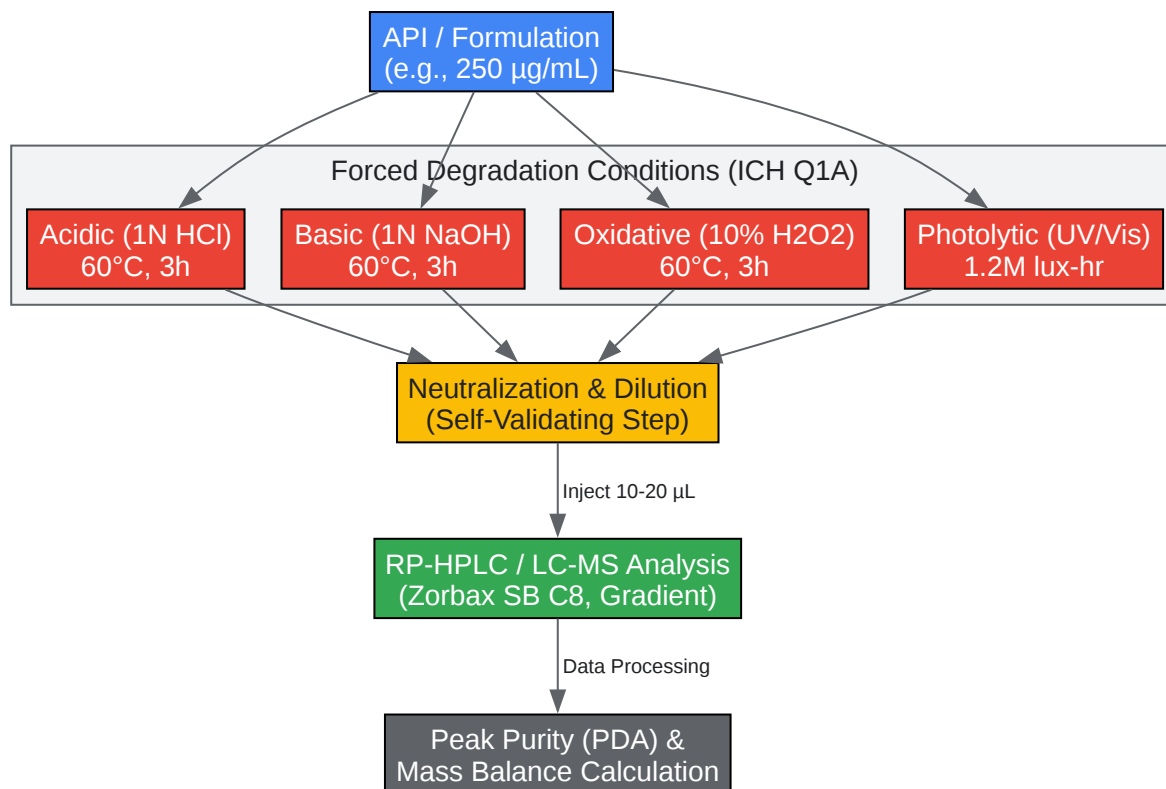 API / Formulation
(e.g., 250 µg/mL)
Forced Degradation Conditions (ICH Q1A)
Acidic (1N HCl)
60°C, 3h
Basic (1N NaOH)
60°C, 3h
Oxidative (10% H2O2)
60°C, 3h
Photolytic (UV/Vis)
1.2M lux-hr
Neutralization & Dilution
(Self-Validating Step)
Inject 10-20 µL
RP-HPLC / LC-MS Analysis
(Zorbax SB C8, Gradient)
Data Processing
Peak Purity (PDA) &
Mass Balance Calculation